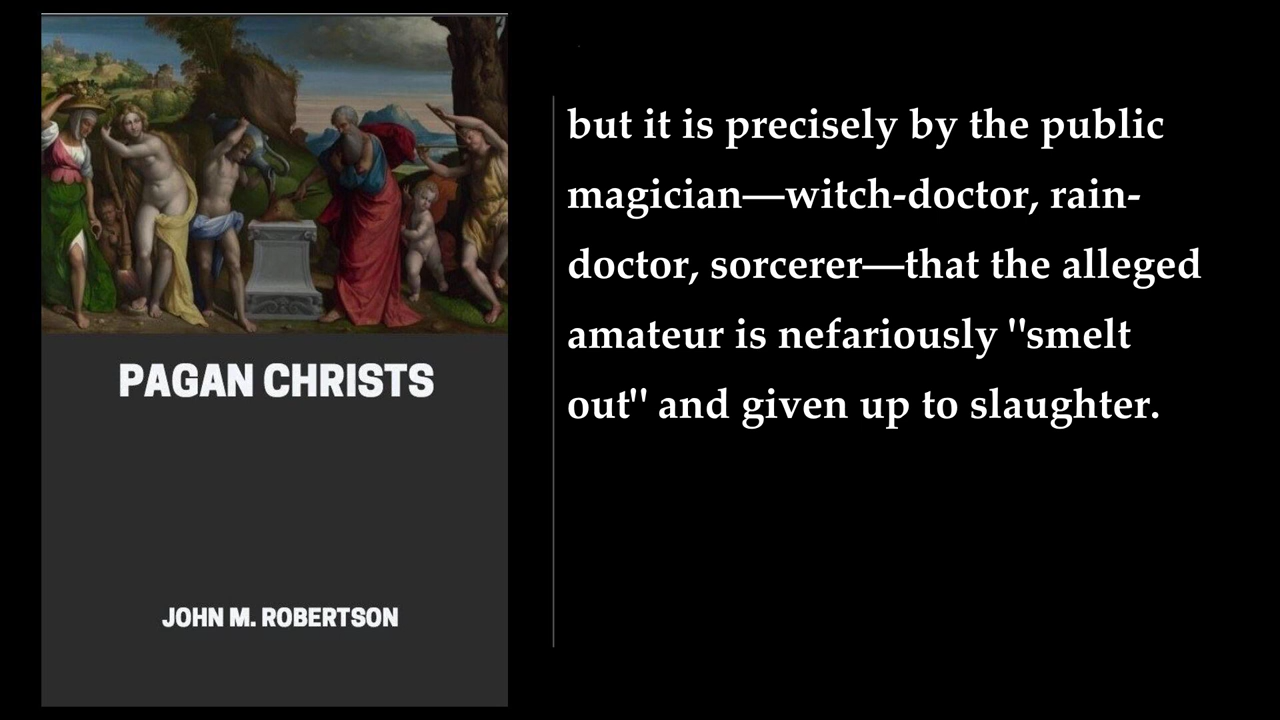 PAGAN CHRISTS
JOHN M. ROBERTSON
but it is precisely by the public
magician—witch-doctor, rain-
doctor, sorcerer—that the alleged
amateur is nefariously "smelt
out" and given up to slaughter.